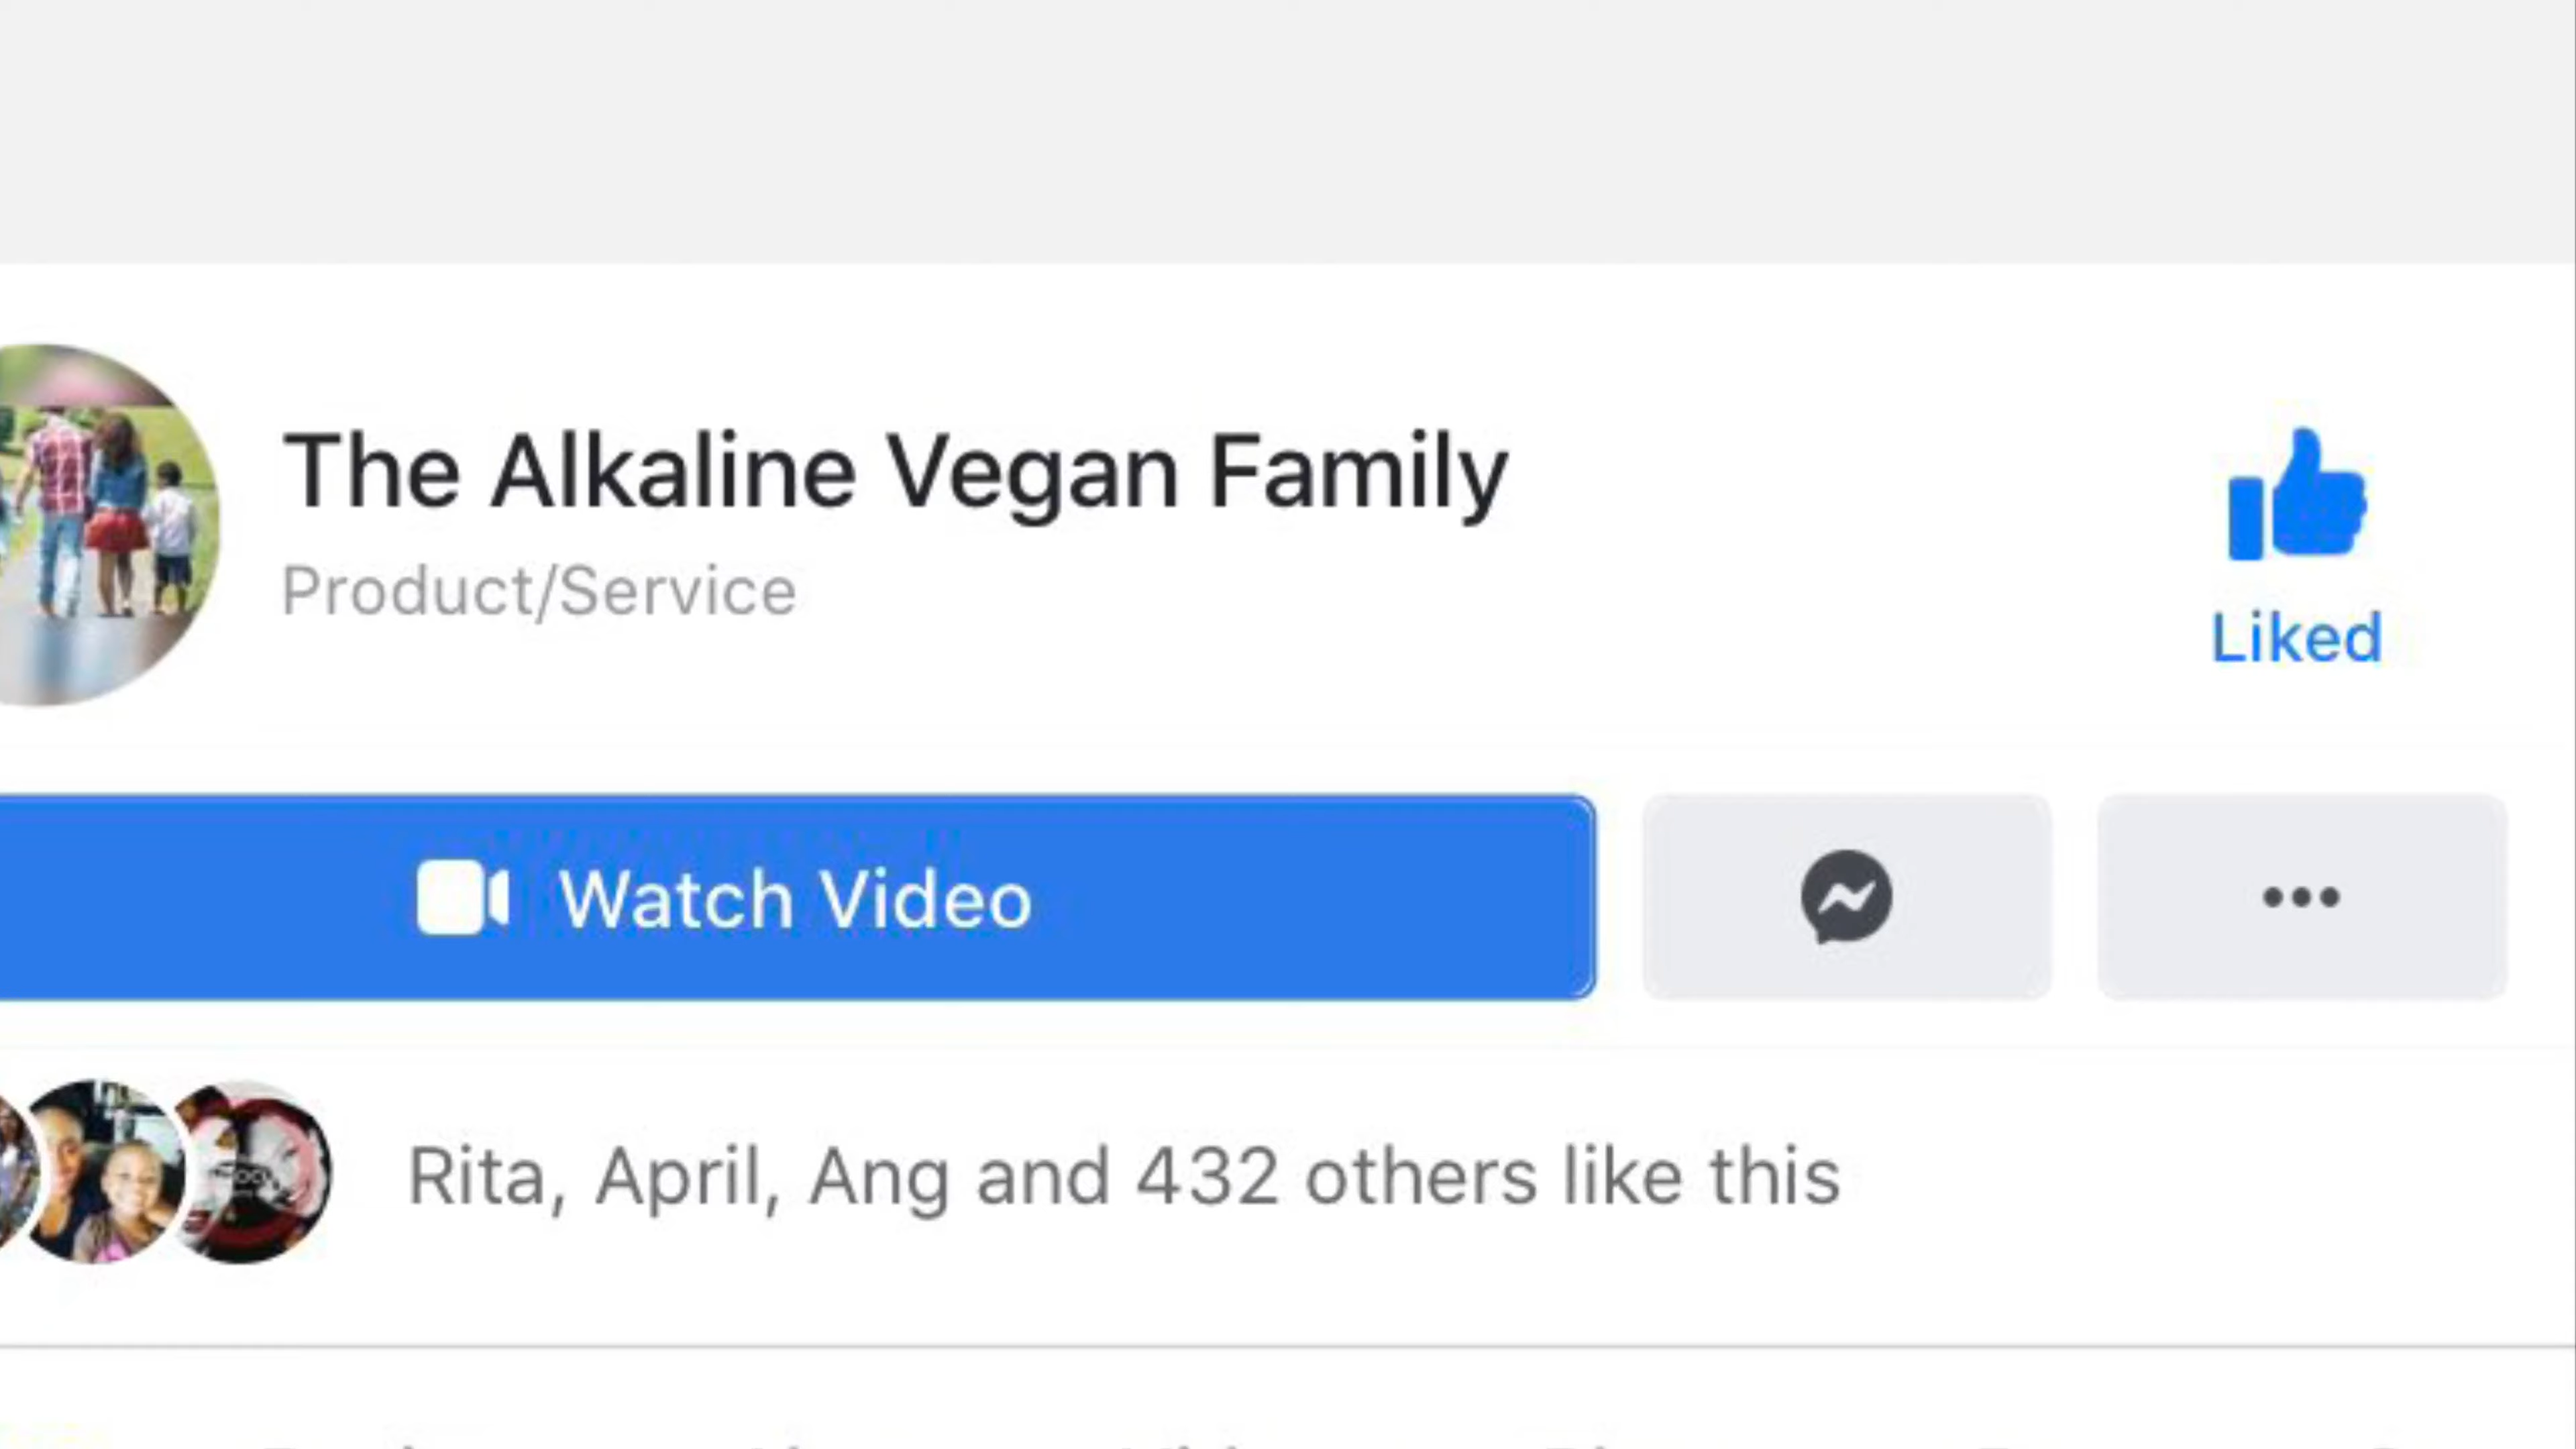 The Alkaline Vegan Family
Product/Service
Liked
Watch Video
Rita, April, Ang and 432 others like this